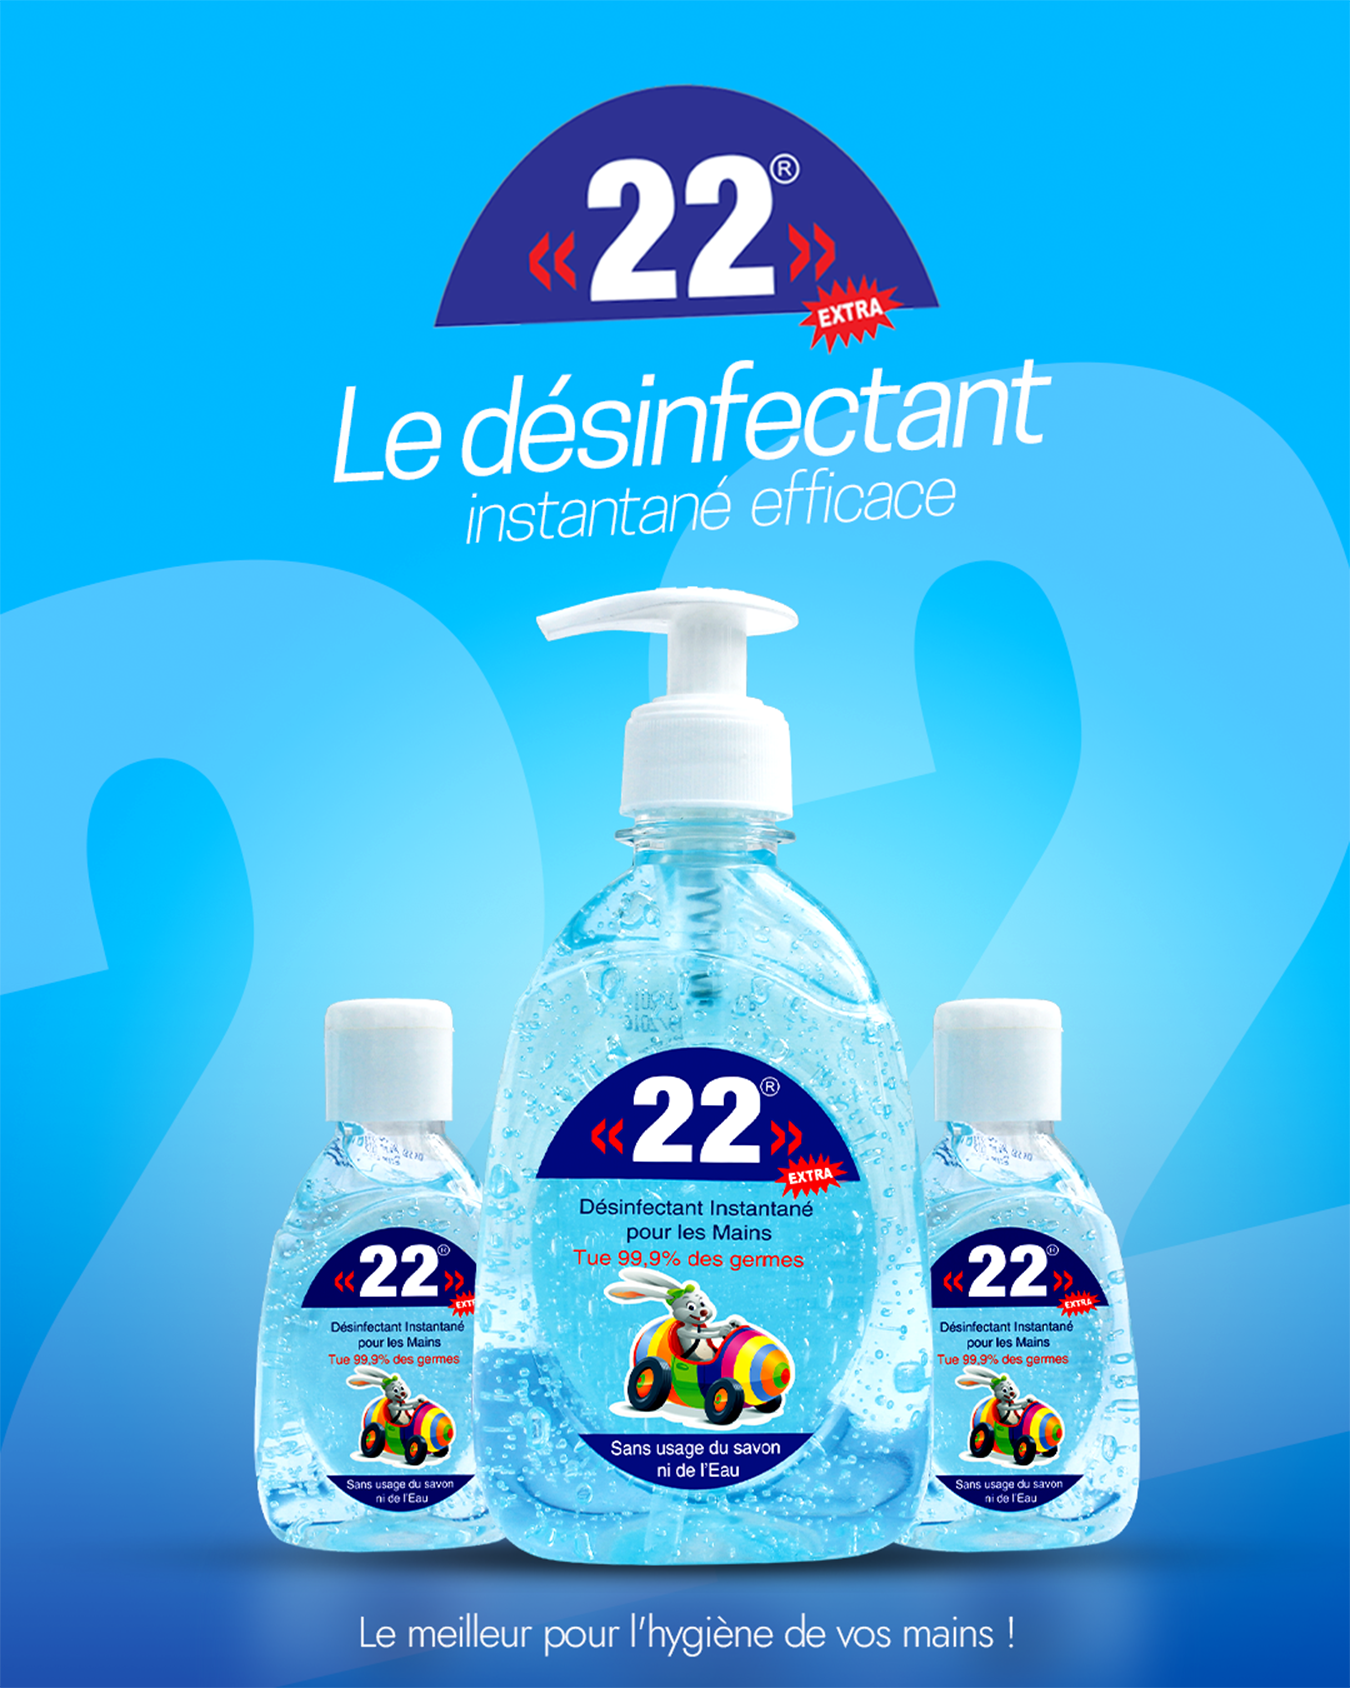 «22»®
EXTRA
Le désinfectant
instantané efficace
«22»®
EXTRA
Désinfectant Instantané
pour les Mains
Tue 99,9% des germes
Sans usage du savon
ni de l'Eau
«22»®
Désinfectant Instantané
pour les Mains
Tue 99,9% des germes
Sans usage du savon
ni de l'Eau
«22»®
EXTRA
Désinfectant Instantané
pour les Mains
Tue 99,9% des germes
Sans usage du savon
ni de l'Eau
Le meilleur pour l'hygiène de vos mains !